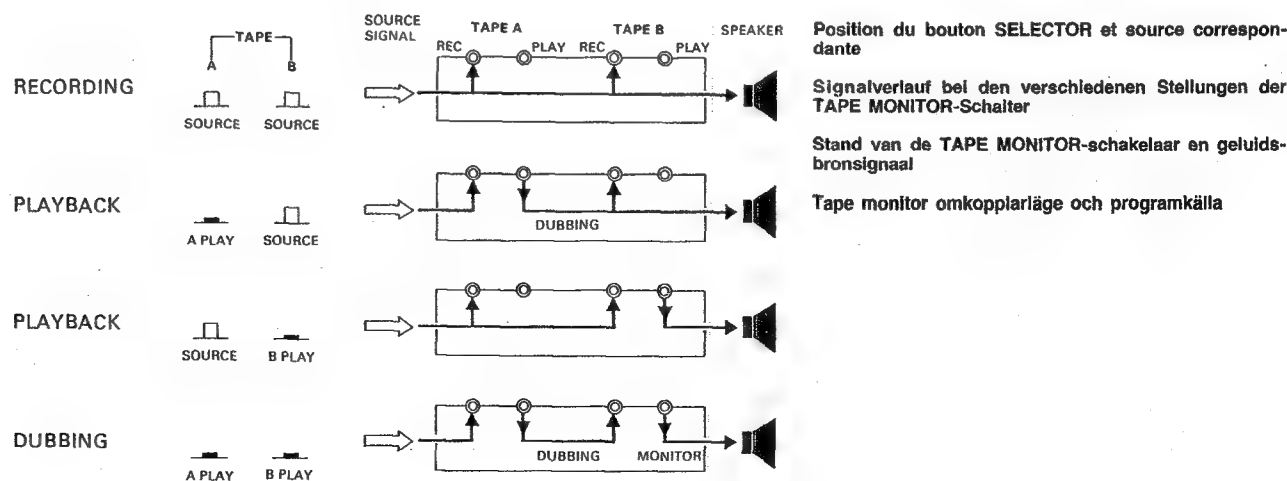 TAPE
A B
SOURCE SIGNAL
TAPE A TAPE B
REC PLAY REC PLAY
SPEAKER
RECORDING
SOURCE SOURCE
PLAYBACK
A PLAY SOURCE
DUBBING
PLAYBACK
SOURCE B PLAY
DUBBING
A PLAY B PLAY
DUBBING MONITOR
Position du bouton SELECTOR et source correspon-
dante
Signalverlauf bei den verschiedenen Stellungen der
TAPE MONITOR-Schalter
Stand van de TAPE MONITOR-schakelaar en geluids-
bronsignaal
Tape monitor omkopplarläge och programkälla